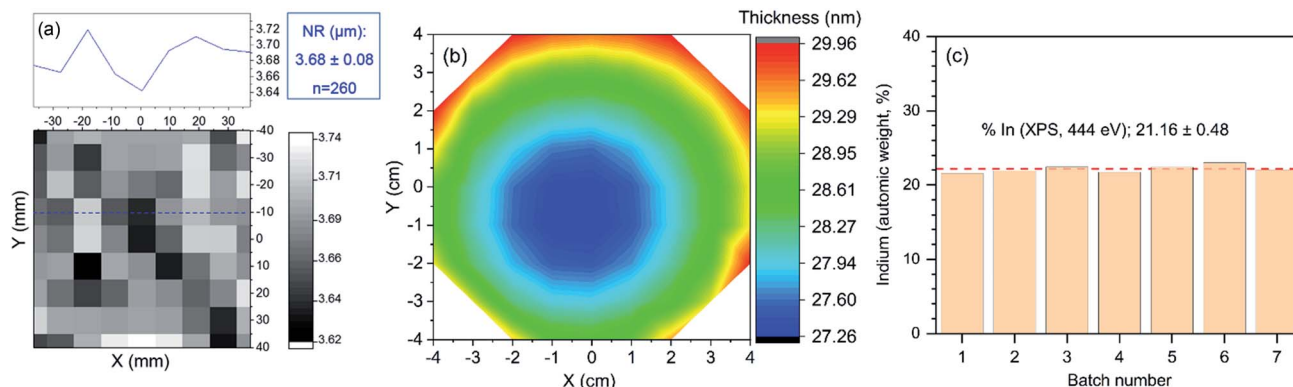 (a)
3.72
3.70
3.68
3.66
3.64
-30 -20 -10 0 10 20 30
NR (µm):
3.68 ± 0.08
n=260
-40
-30
-20
-10
0
10
20
30
40
Y (mm)
X (mm)
3.74
3.71
3.69
3.66
3.64
3.62
(b)
Thickness (nm)
4
3
2
1
0
-1
-2
-3
-4
Y (cm)
-4 -3 -2 -1 0 1 2 3 4
X (cm)
29.96
29.62
29.29
28.95
28.61
28.27
27.94
27.60
27.26
(c)
40
30
20
10
0
Indium (automic weight, %)
% In (XPS, 444 eV); 21.16 ± 0.48
1 2 3 4 5 6 7
Batch number